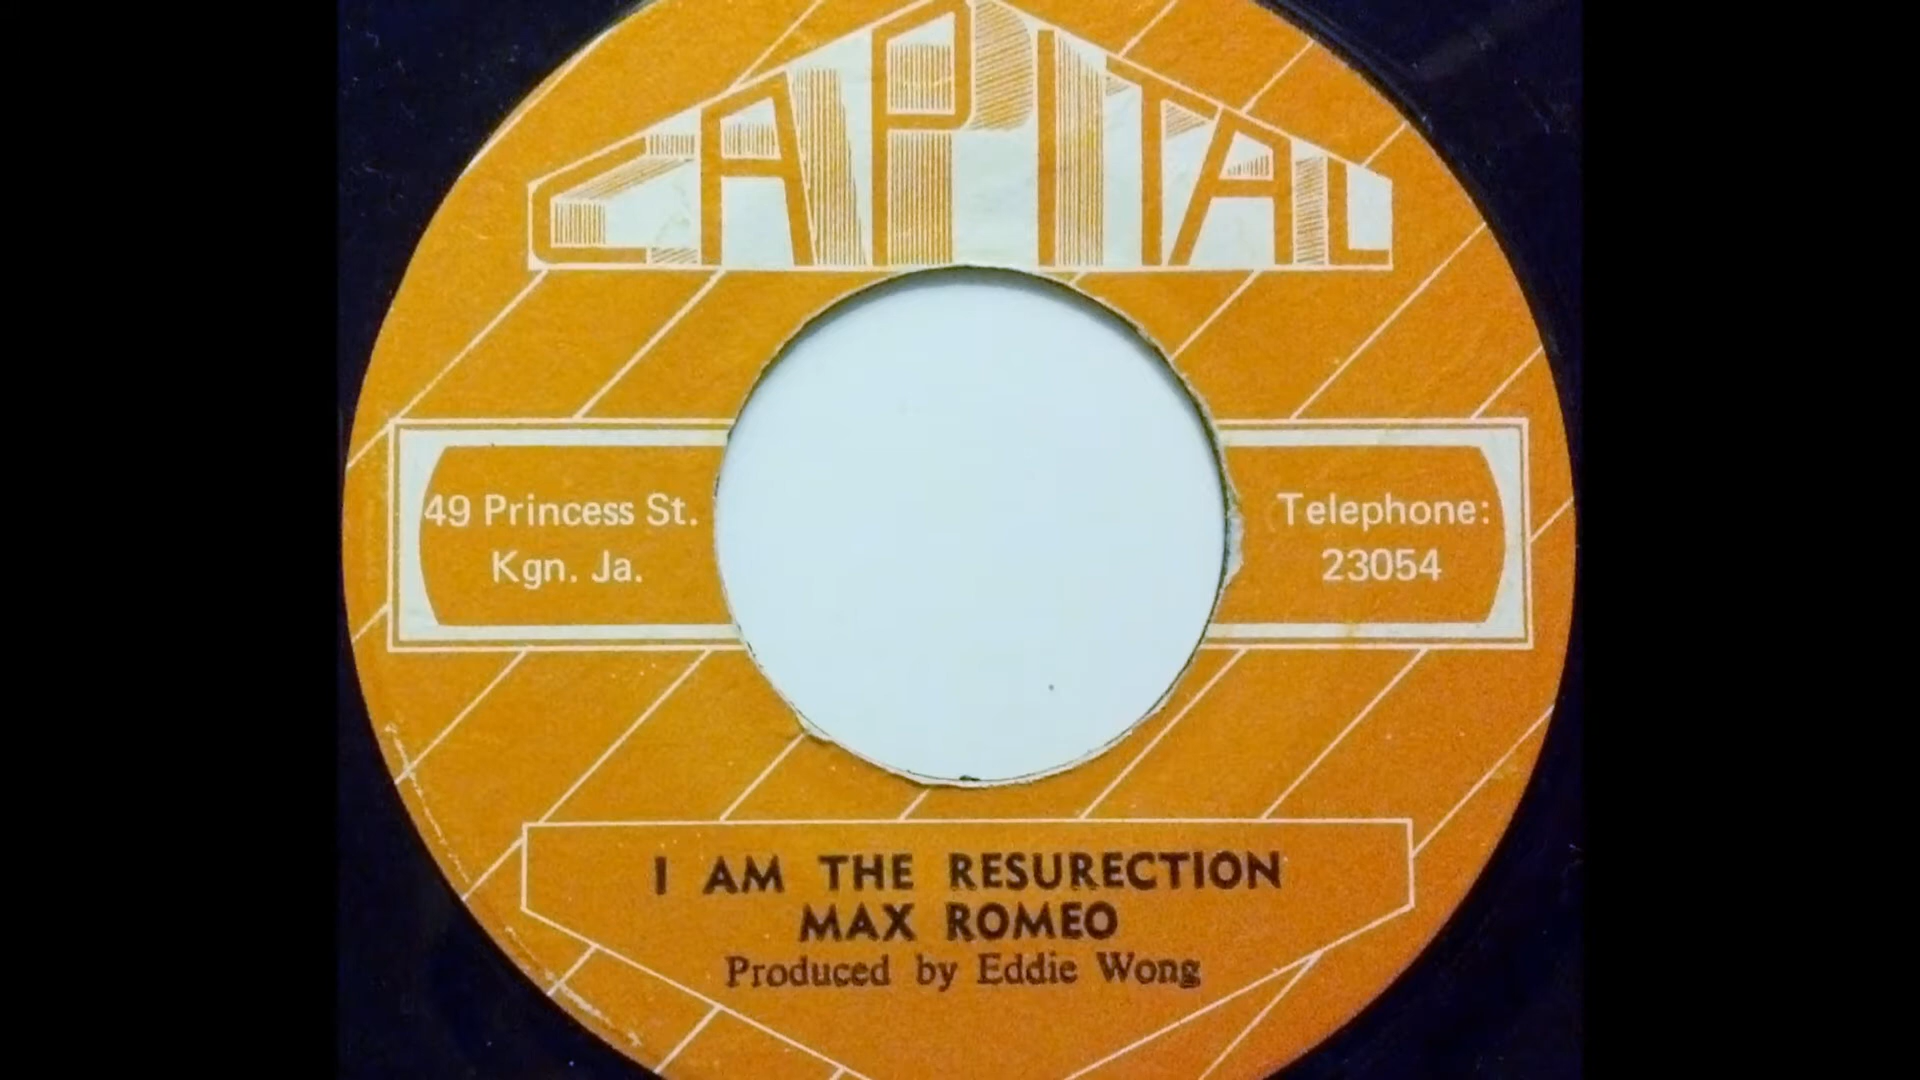 CAPITAL
49 Princess St.
Kgn. Ja.
Telephone:
23054
I AM THE RESURECTION
MAX ROMEO
Produced by Eddie Wong